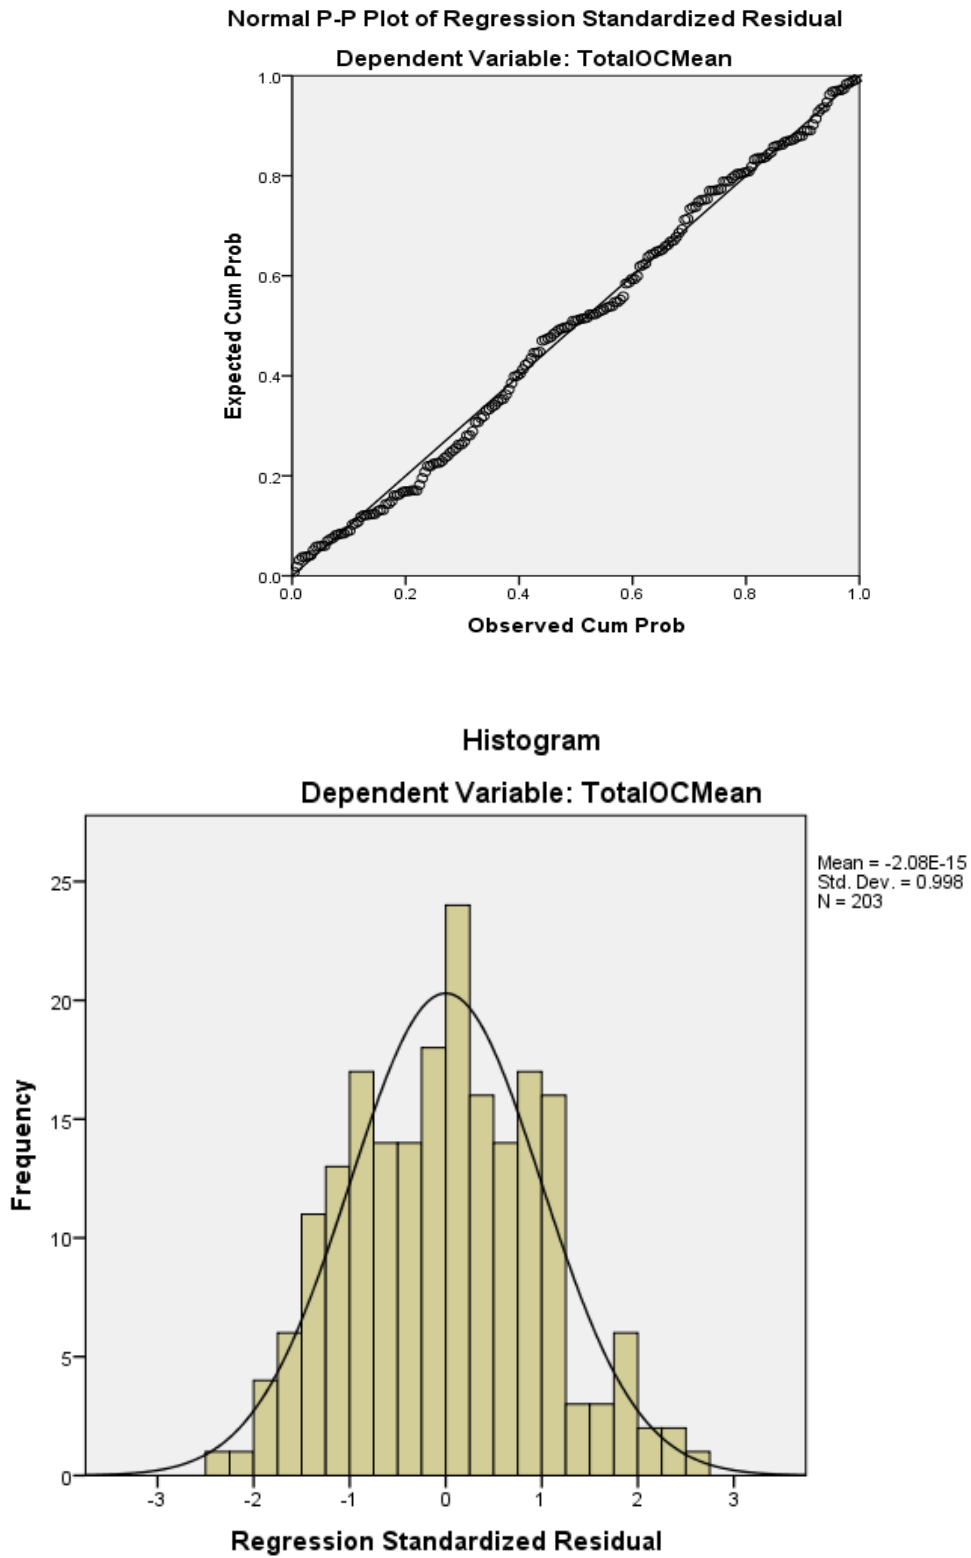 Normal P-P Plot of Regression Standardized Residual
Dependent Variable: TotalOCMean
1.0
0.8
0.6
0.4
0.2
0.0
Expected Cum Prob
0.0 0.2 0.4 0.6 0.8 1.0
Observed Cum Prob
Histogram
Dependent Variable: TotalOCMean
Mean = -2.08E-15
Std. Dev. = 0.998
N = 203
25
20
15
10
5
0
Frequency
-3 -2 -1 0 1 2 3
Regression Standardized Residual